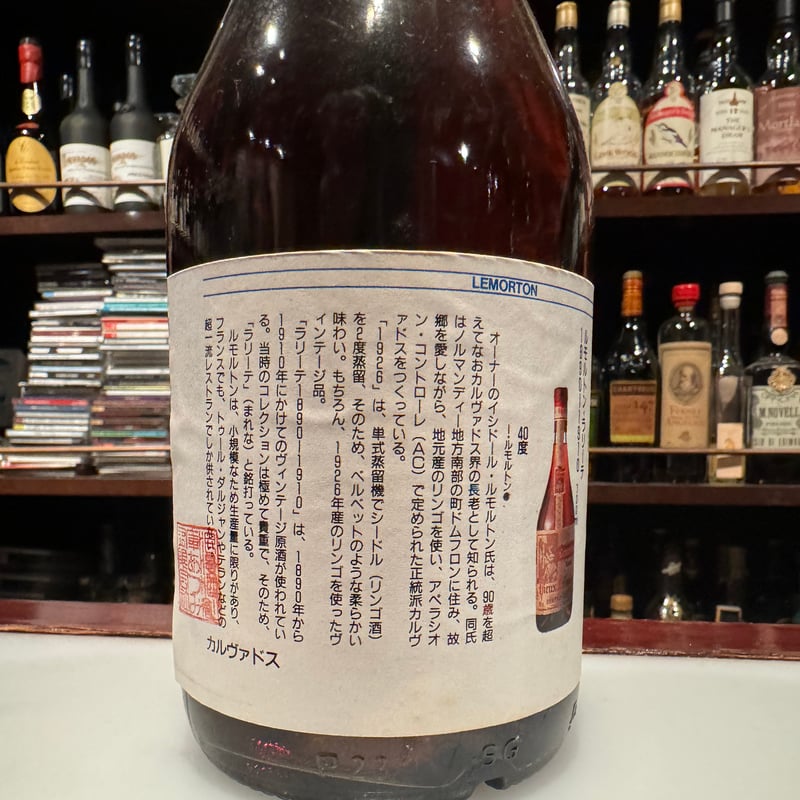 LEMORTON
40度
―ルモルトン●―
オーナーのイシドール・ルモルトン氏は、90歳を超
えてなおカルヴァドス界の長老として知られる。同氏
はノルマンディー地方南部の町ドムフロンに住み、故
郷を愛しながら、地元産のリンゴを使い、アペラシオ
ン・コントローレ（AC）で定められた正統派カルヴ
ァドスをつくっている。
「1926」は、単式蒸留機でシードル（リンゴ酒）
を2度蒸留、そのため、ベルベットのような柔らかい
味わい。もちろん、1926年産のリンゴを使ったヴ
ィンテージ品。
「ラリーテ1890―1910」は、1890年から
1910年にかけてのヴィンテージ原酒が使われてい
る。当時のコレクションは極めて貴重で、そのため、
「ラリーテ」（まれな）と銘打っている。
ルモルトンは、小規模なため生産量に限りがあり、
フランスでも、トゥール・ダルジャンやテラン
超一流レストランでしか供されてい
カルヴァドス
THE MANAGER'S DRAM
Mortla
FERNET
M.NOVELL
SG